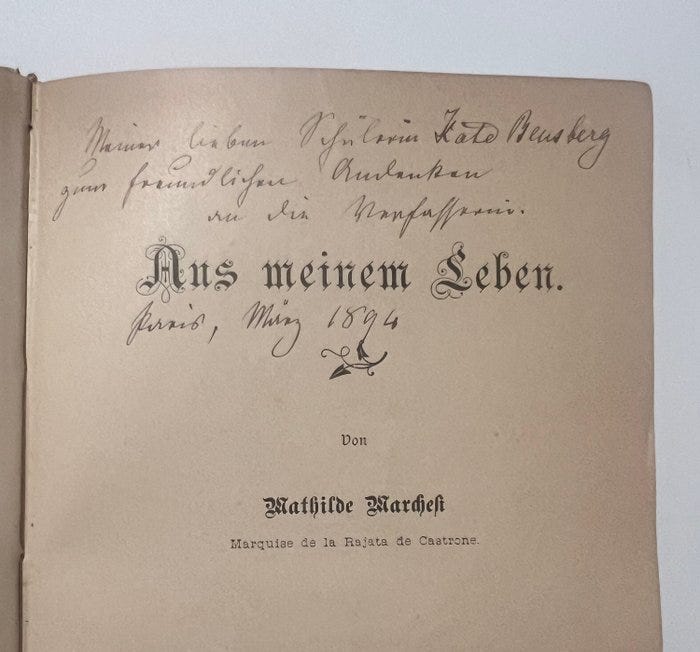 Meiner lieben Schülerin Kate Bensberg
zum freundlichen Andenken
an die Verfasserin.
Aus meinem Leben.
Paris, März 1894
Von
Mathilde Marchesi
Marquise de la Rajata de Castrone.